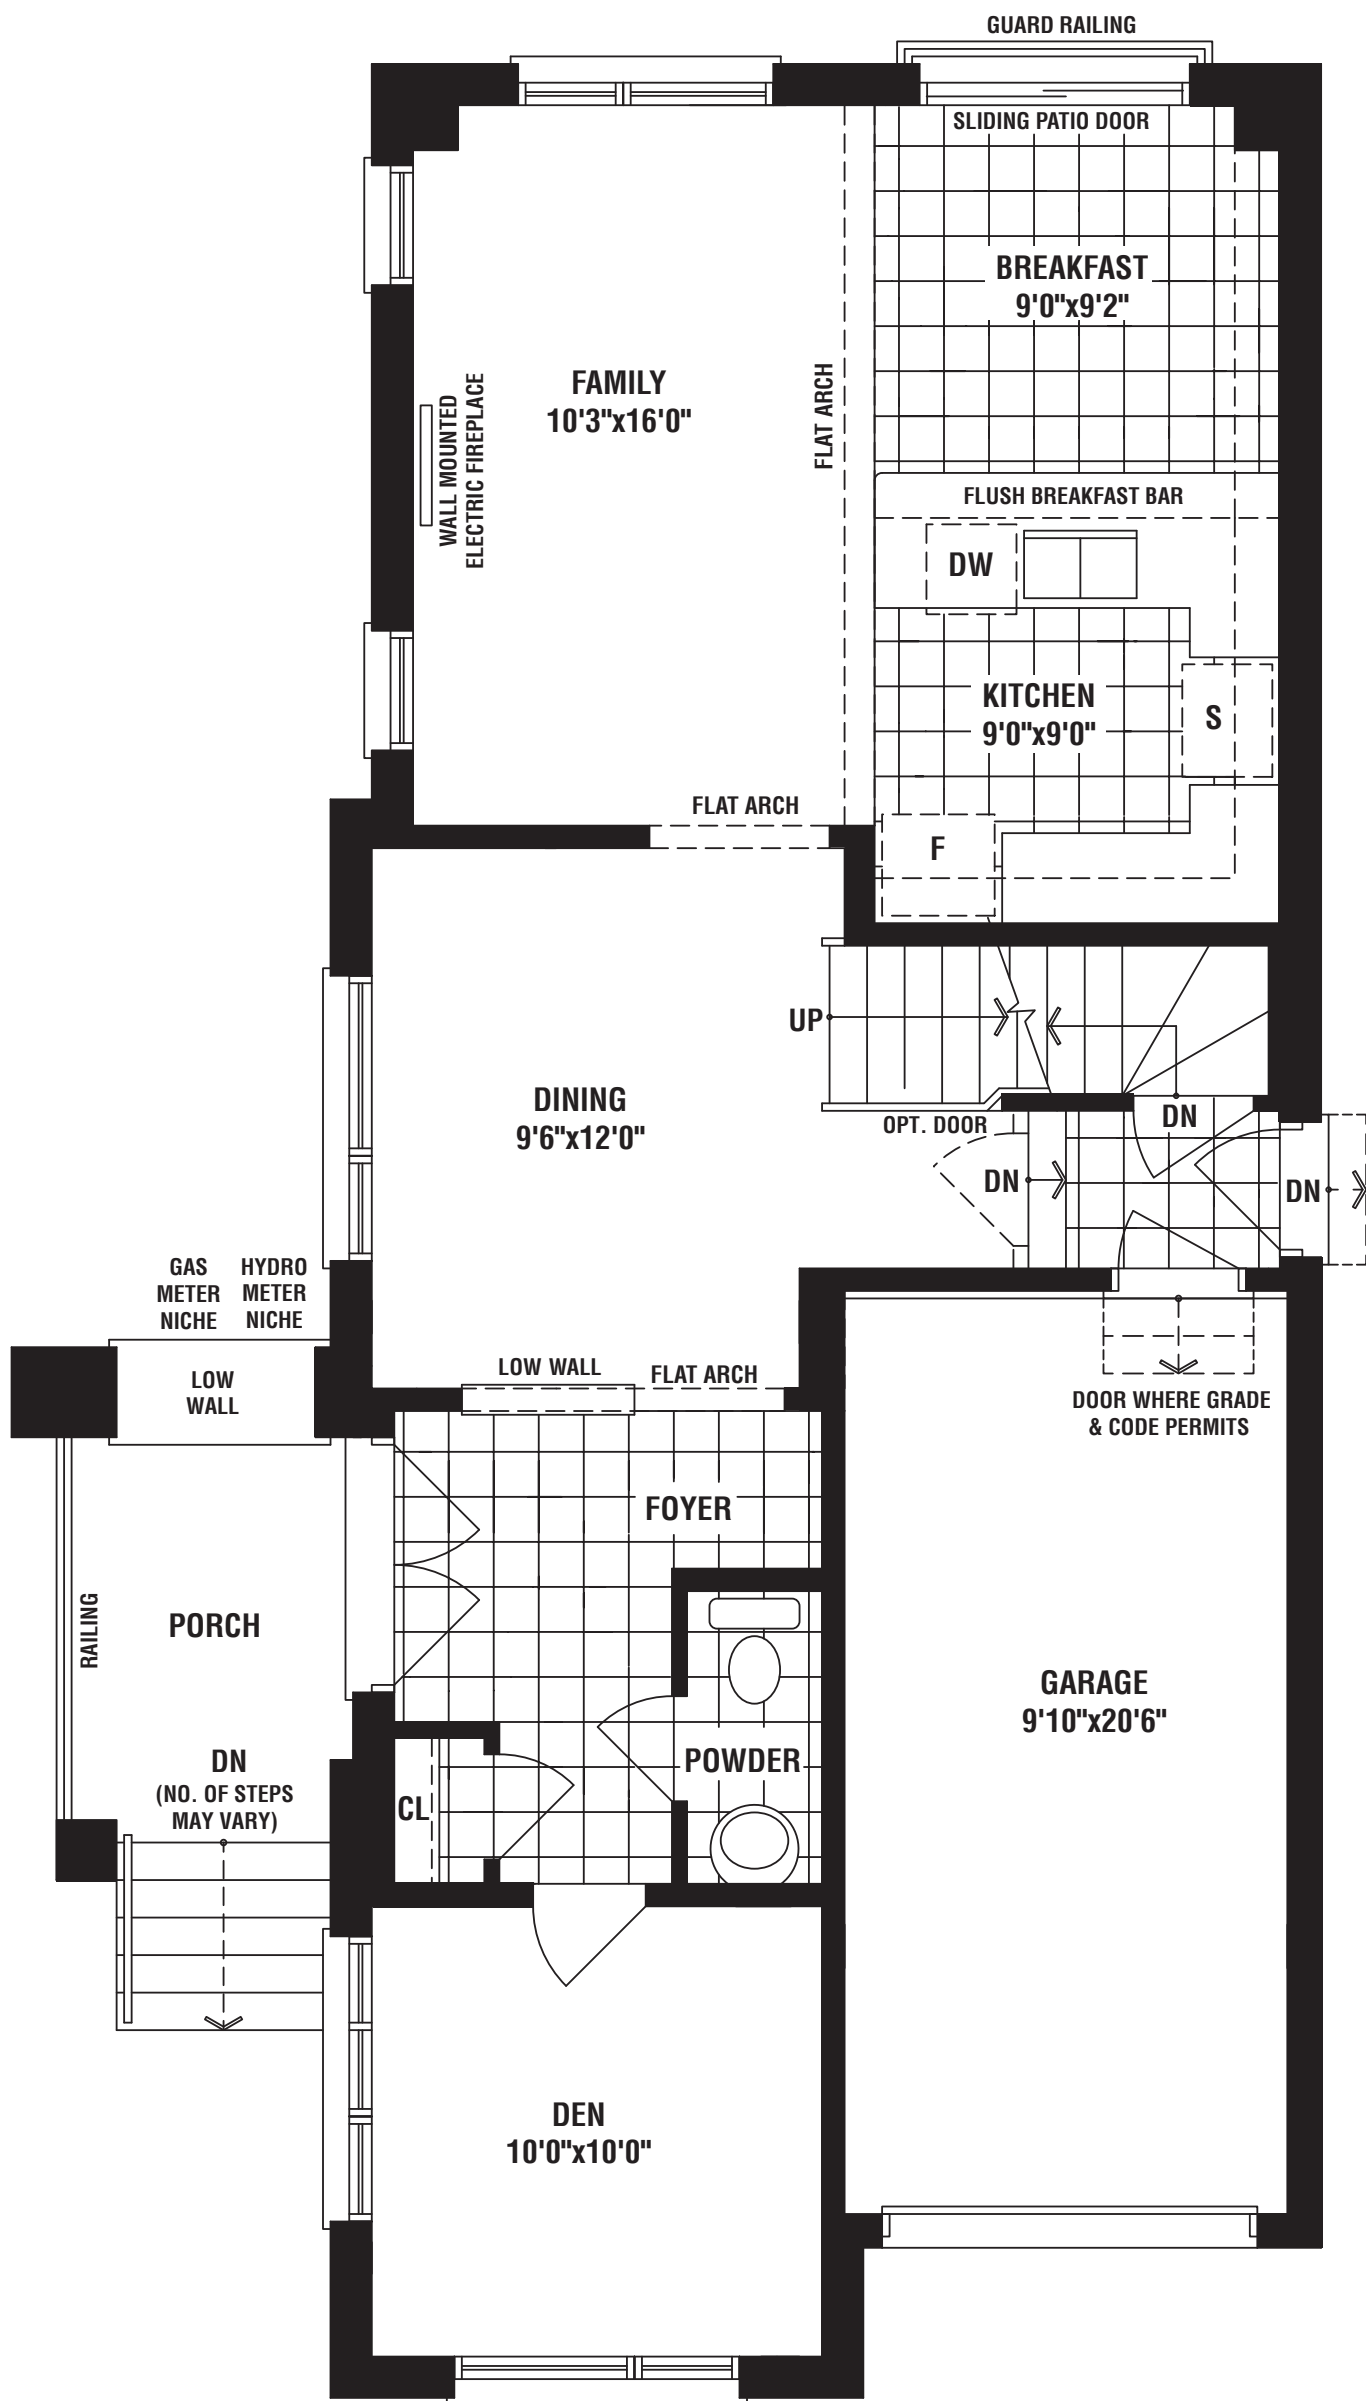 GUARD RAILING
SLIDING PATIO DOOR
BREAKFAST
9'0"x9'2"
FAMILY
10'3"x16'0"
FLAT ARCH
WALL MOUNTED
ELECTRIC FIREPLACE
FLUSH BREAKFAST BAR
DW
KITCHEN
9'0"x9'0"
S
FLAT ARCH
F
UP
DINING
9'6"x12'0"
OPT. DOOR
DN
DN
DN
GAS
METER
NICHE
HYDRO
METER
NICHE
LOW
WALL
LOW WALL
FLAT ARCH
DOOR WHERE GRADE
& CODE PERMITS
FOYER
RAILING
PORCH
GARAGE
9'10"x20'6"
DN
(NO. OF STEPS
MAY VARY)
POWDER
CL
DEN
10'0"x10'0"